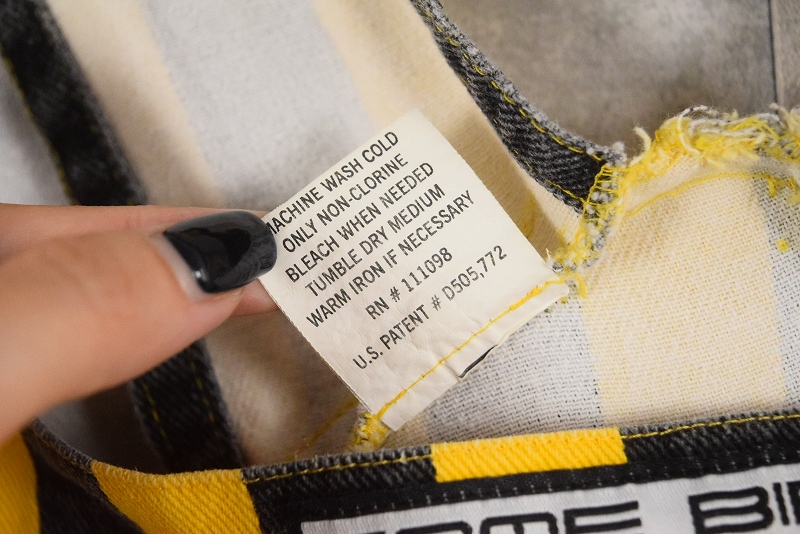 MACHINE WASH COLD
ONLY NON-CLORINE
BLEACH WHEN NEEDED
TUMBLE DRY MEDIUM
WARM IRON IF NECESSARY
RN # 111098
U.S. PATENT # D505,772